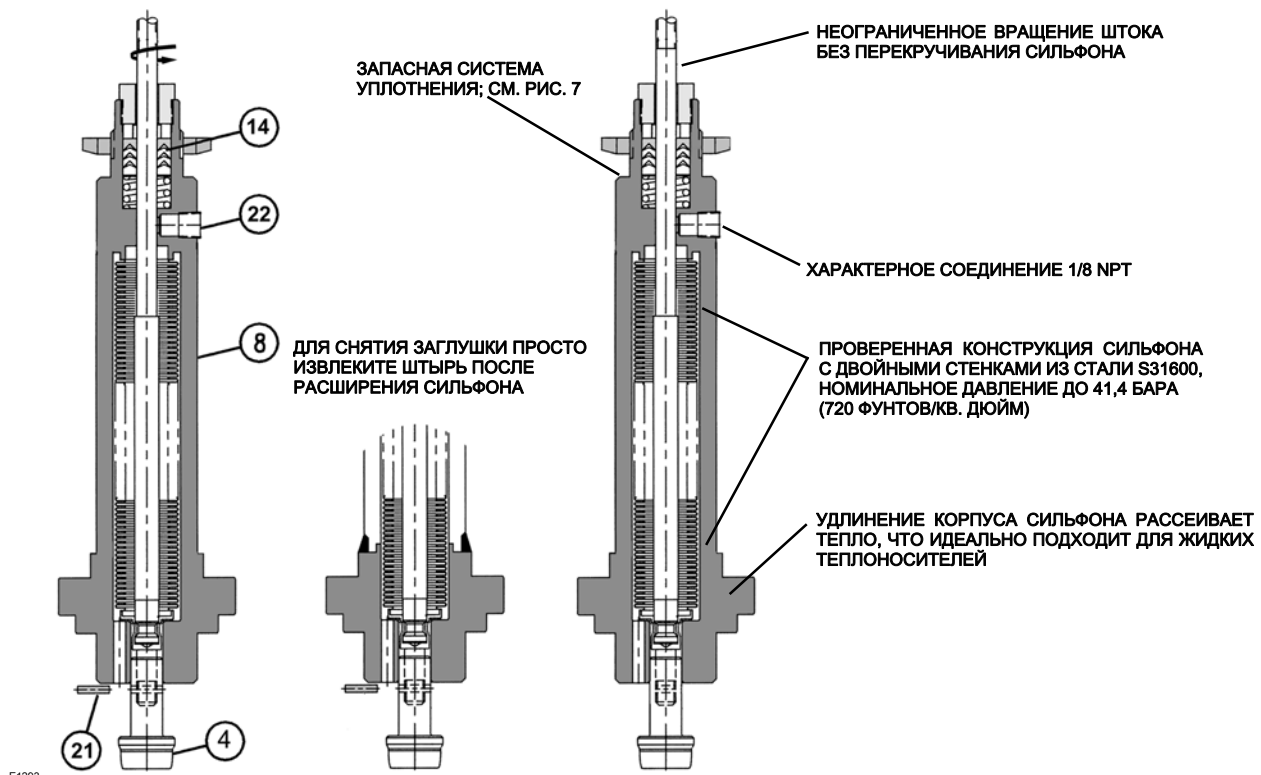 НЕОГРАНИЧЕННОЕ ВРАЩЕНИЕ ШТОКА
БЕЗ ПЕРЕКРУЧИВАНИЯ СИЛЬФОНА
ЗАПАСНАЯ СИСТЕМА
УПЛОТНЕНИЯ; СМ. РИС. 7
14
22
ХАРАКТЕРНОЕ СОЕДИНЕНИЕ 1/8 NPT
8
ДЛЯ СНЯТИЯ ЗАГЛУШКИ ПРОСТО
ИЗВЛЕКИТЕ ШТЫРЬ ПОСЛЕ
РАСШИРЕНИЯ СИЛЬФОНА
ПРОВЕРЕННАЯ КОНСТРУКЦИЯ СИЛЬФОНА
С ДВОЙНЫМИ СТЕНКАМИ ИЗ СТАЛИ S31600,
НОМИНАЛЬНОЕ ДАВЛЕНИЕ ДО 41,4 БАРА
(720 ФУНТОВ/КВ. ДЮЙМ)
УДЛИНЕНИЕ КОРПУСА СИЛЬФОНА РАССЕИВАЕТ
ТЕПЛО, ЧТО ИДЕАЛЬНО ПОДХОДИТ ДЛЯ ЖИДКИХ
ТЕПЛОНОСИТЕЛЕЙ
21
4